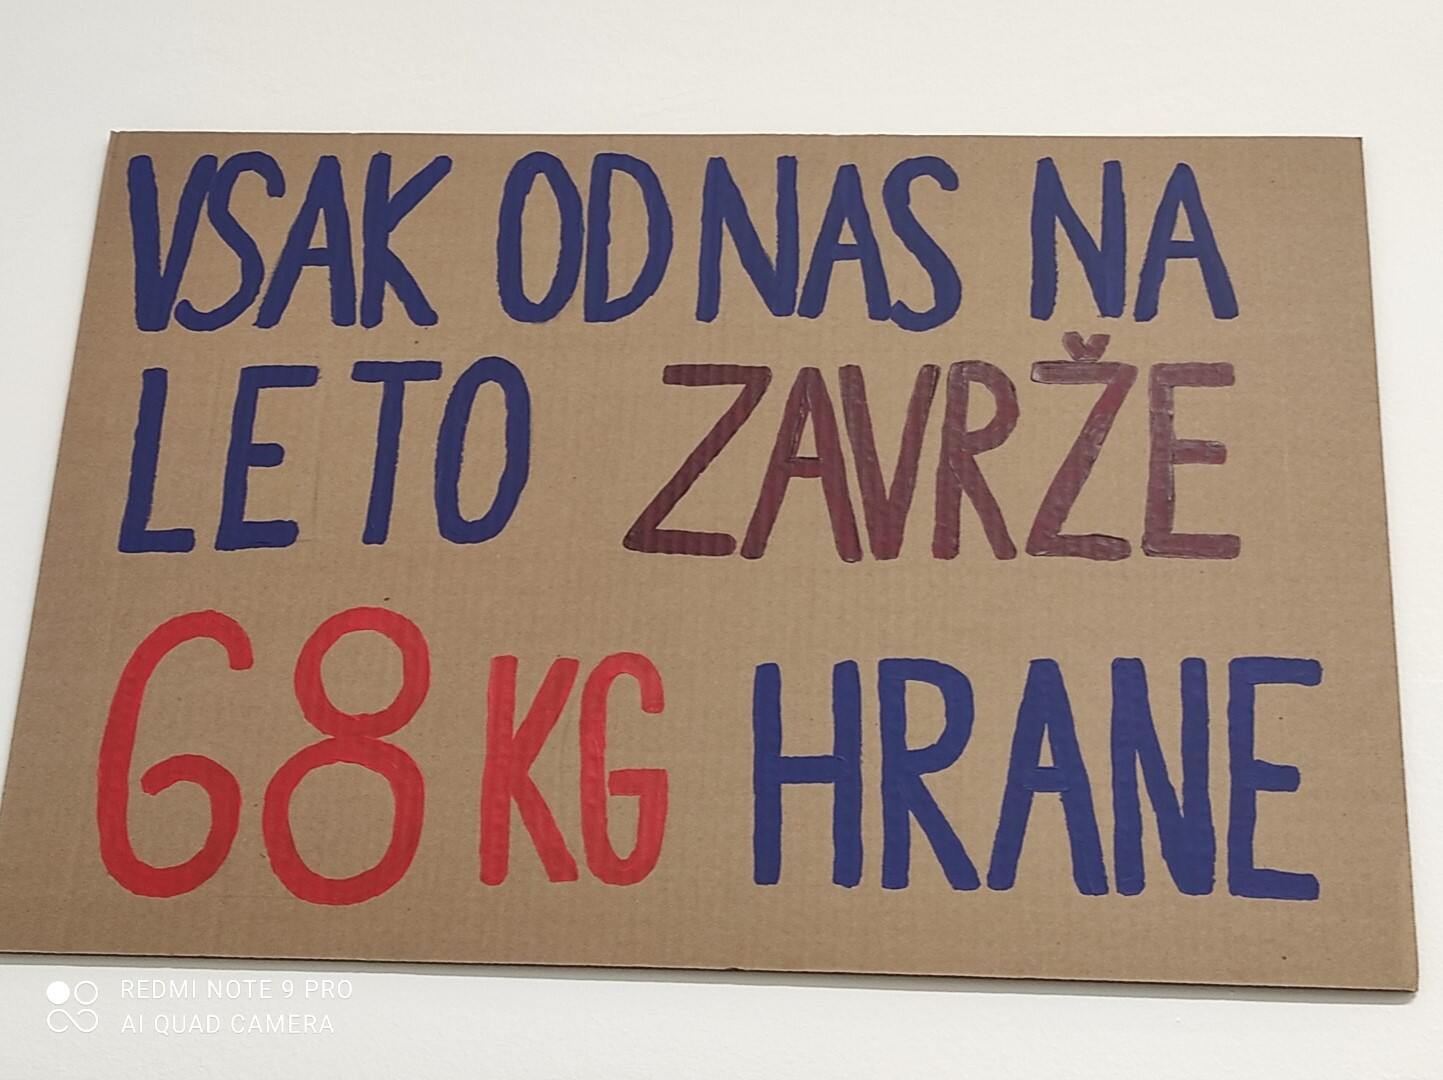 VSAK OD NAS NA
LETO ZAVRŽE
68 KG HRANE
REDMI NOTE 9 PRO
AI QUAD CAMERA